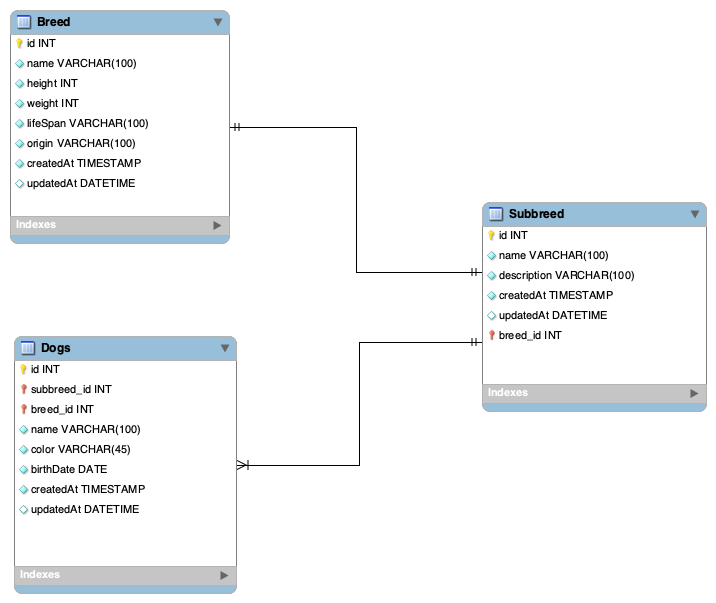 Breed
id INT
name VARCHAR(100)
height INT
weight INT
lifeSpan VARCHAR(100)
origin VARCHAR(100)
createdAt TIMESTAMP
updatedAt DATETIME
Indexes
Subbreed
id INT
name VARCHAR(100)
description VARCHAR(100)
createdAt TIMESTAMP
updatedAt DATETIME
breed_id INT
Indexes
Dogs
id INT
subbreed_id INT
breed_id INT
name VARCHAR(100)
color VARCHAR(45)
birthDate DATE
createdAt TIMESTAMP
updatedAt DATETIME
Indexes